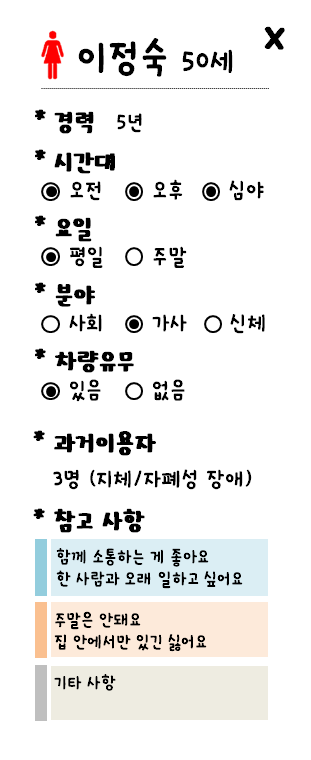 이정숙 50세 X
* 경력 5년
* 시간대
오전 오후 심야
* 요일
평일 주말
* 분야
사회 가사 신체
* 차량유무
있음 없음
* 과거이용자
3명 (지체/자폐성 장애)
* 참고 사항
함께 소통하는 게 좋아요
한 사람과 오래 일하고 싶어요
주말은 안돼요
집 안에서만 있긴 싫어요
기타 사항